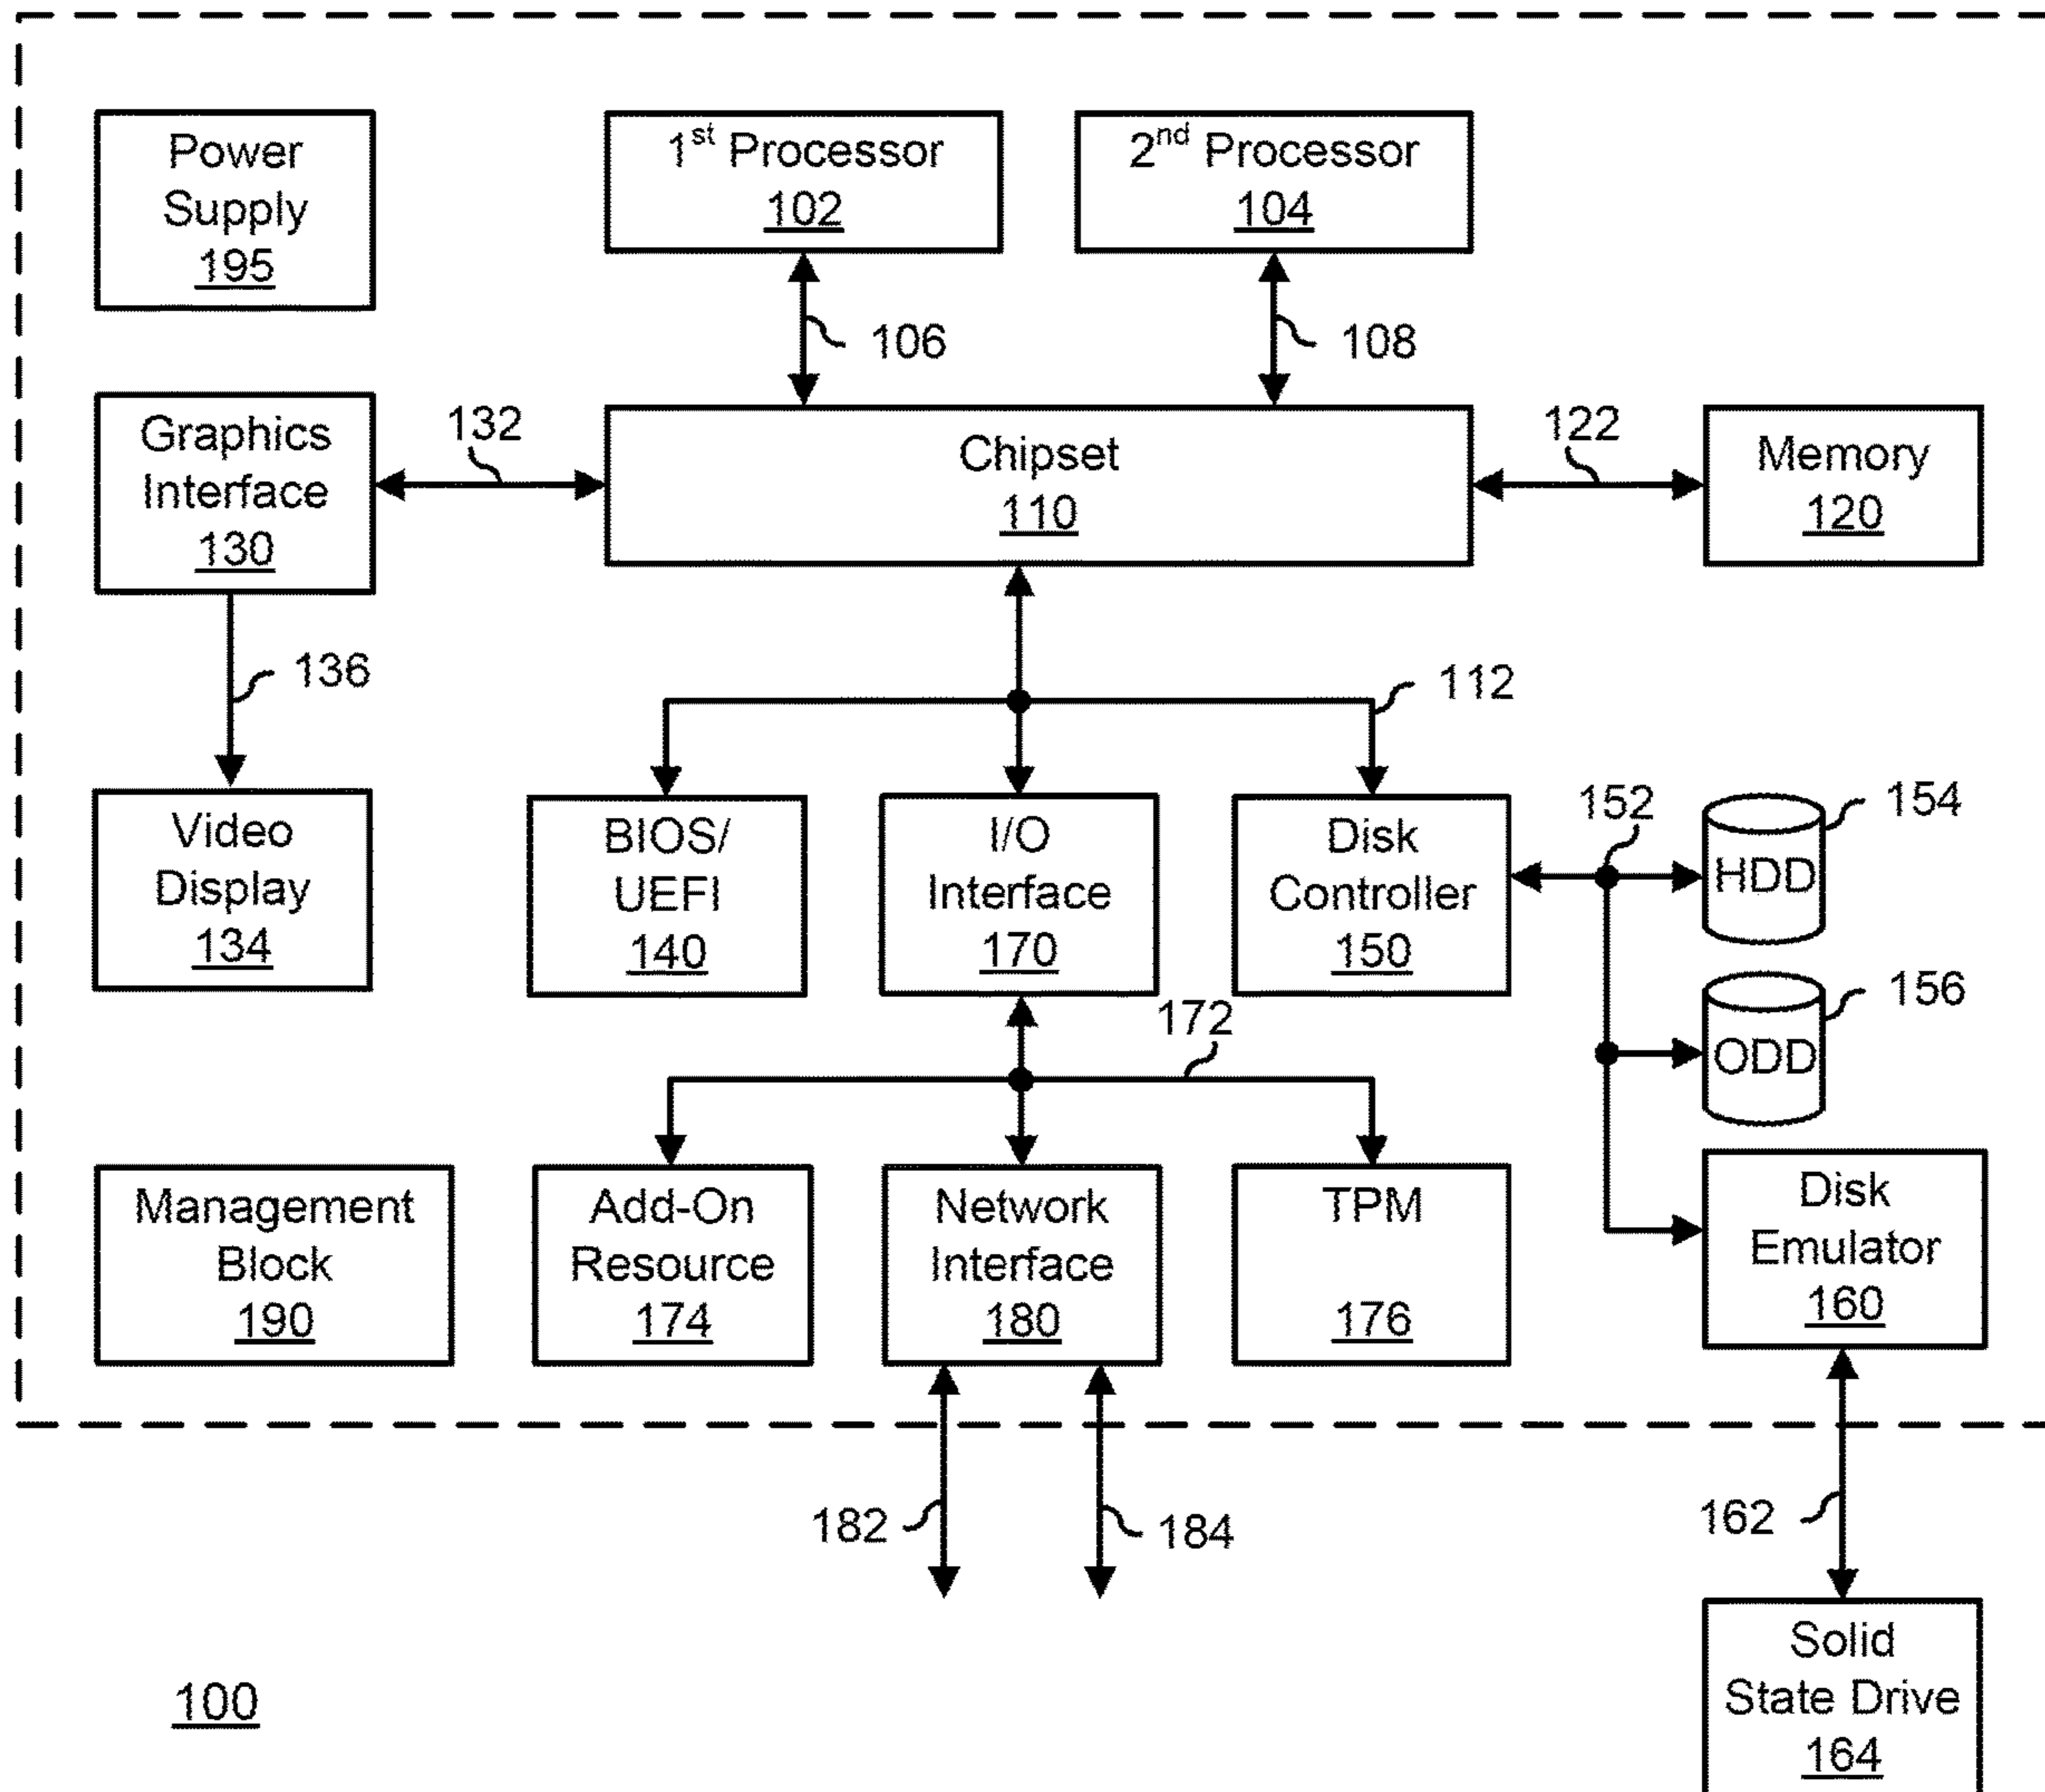 Power
Supply
195
1st Processor
102
2nd Processor
104
106
108
Graphics
Interface
130
132
Chipset
110
122
Memory
120
136
112
Video
Display
134
BIOS/
UEFI
140
I/O
Interface
170
Disk
Controller
150
152
HDD
154
ODD
156
172
Management
Block
190
Add-On
Resource
174
Network
Interface
180
TPM
176
Disk
Emulator
160
182
184
162
Solid
State Drive
164
100